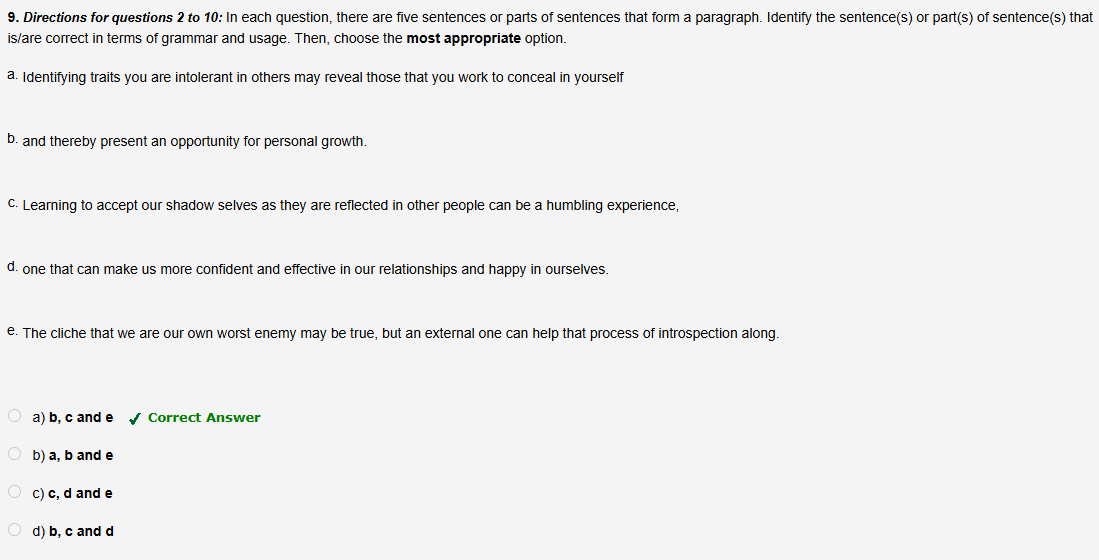 9. Directions for questions 2 to 10: In each question, there are five sentences or parts of sentences that form a paragraph. Identify the sentence(s) or part(s) of sentence(s) that
is/are correct in terms of grammar and usage. Then, choose the most appropriate option.
a. Identifying traits you are intolerant in others may reveal those that you work to conceal in yourself
b. and thereby present an opportunity for personal growth.
c. Learning to accept our shadow selves as they are reflected in other people can be a humbling experience,
d. one that can make us more confident and effective in our relationships and happy in ourselves.
e. The cliche that we are our own worst enemy may be true, but an external one can help that process of introspection along.
a) b, c and e ✓ Correct Answer
b) a, b and e
c) c, d and e
d) b, c and d